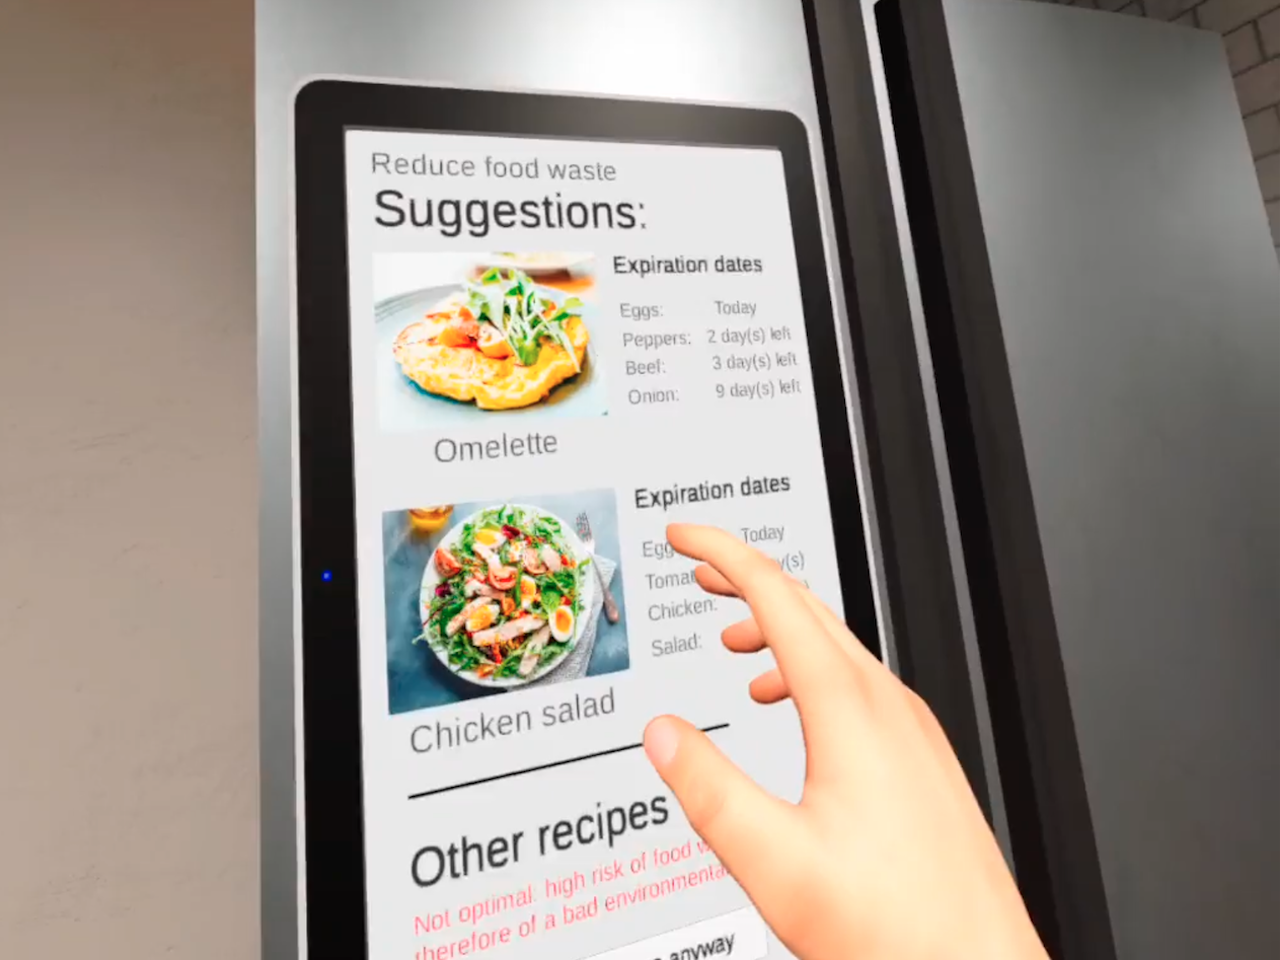 Reduce food waste
Suggestions:
Expiration dates
Eggs: Today
Peppers: 2 day(s) left
Beef: 3 day(s) left
Onion: 9 day(s) left
Omelette
Expiration dates
Today
Chicken:
Salad:
Chicken salad
Other recipes
Not optimal: high risk of food
therefore of a bad
anyway